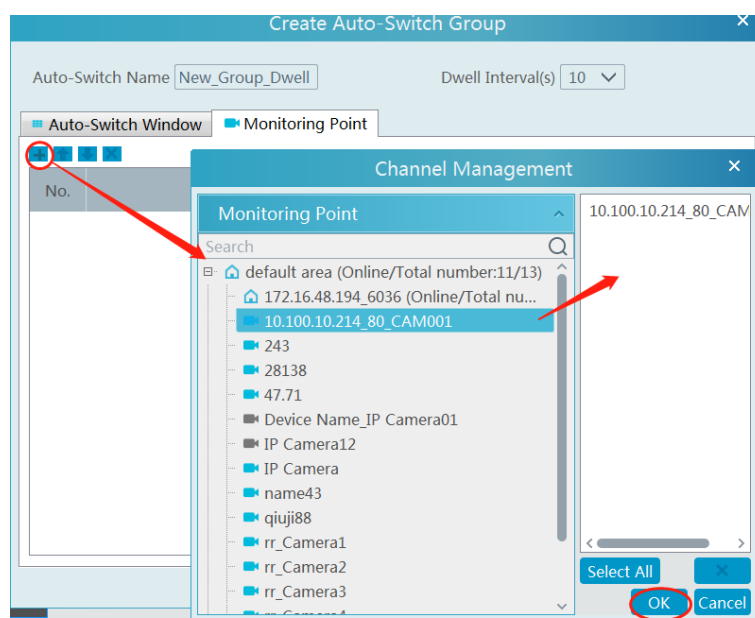 Create Auto-Switch Group
Auto-Switch Name New_Group_Dwell Dwell Interval(s) 10
Auto-Switch Window Monitoring Point
No.
Channel Management
Monitoring Point
10.100.10.214_80_CAM
Search
default area (Online/Total number:11/13)
172.16.48.194_6036 (Online/Total nu...
10.100.10.214_80_CAM001
243
28138
47.71
Device Name_IP Camera01
IP Camera12
IP Camera
name43
qiuji88
rr_Camera1
rr_Camera2
rr_Camera3
Select All
OK Cancel